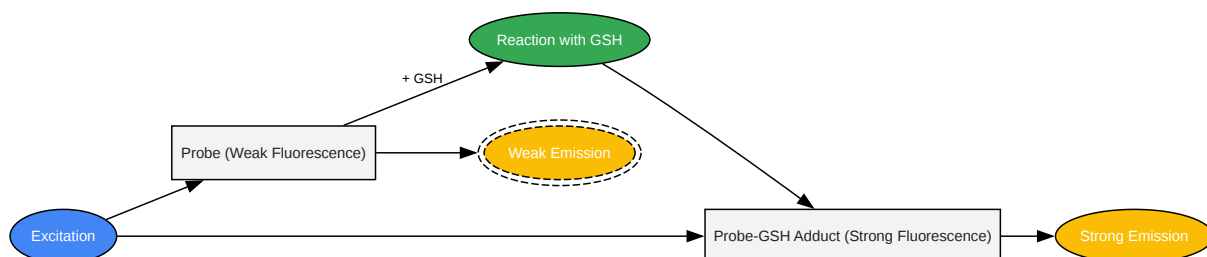 Reaction with GSH
+ GSH
Probe (Weak Fluorescence)
Weak Emission
Excitation
Probe-GSH Adduct (Strong Fluorescence)
Strong Emission